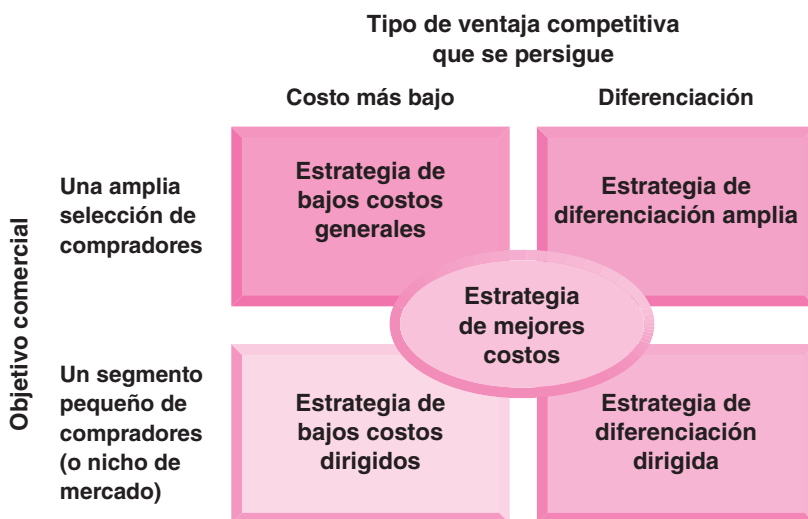 Tipo de ventaja competitiva
que se persigue
Costo más bajo
Diferenciación
Objetivo comercial
Una amplia
selección de
compradores
Estrategia de
bajos costos
generales
Estrategia de
diferenciación amplia
Estrategia
de mejores
costos
Un segmento
pequeño de
compradores
(o nicho de
mercado)
Estrategia de
bajos costos
dirigidos
Estrategia de
diferenciación
dirigida